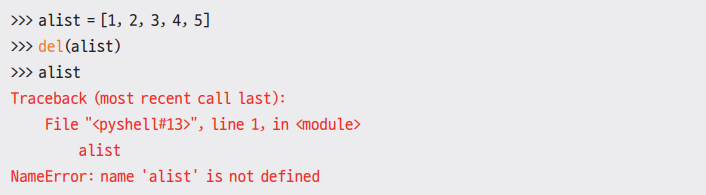 >>> alist = [1, 2, 3, 4, 5]
>>> del(alist)
>>> alist
Traceback (most recent call last):
    File "<pyshell#13>", line 1, in <module>
        alist
NameError: name 'alist' is not defined